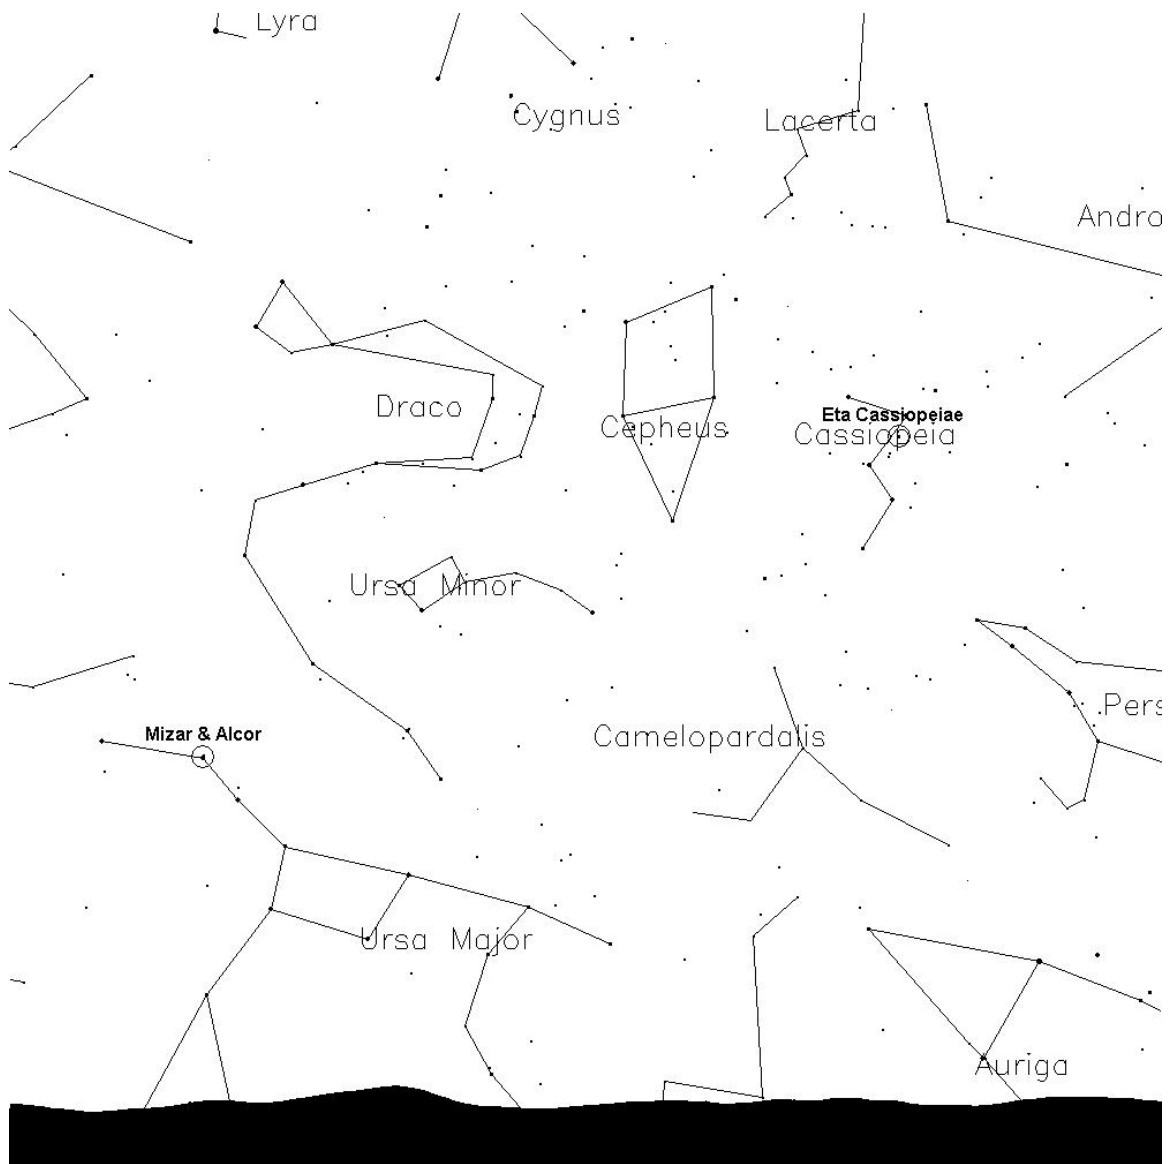 Lyra
Cygnus
Lacerta
Andro
Draco
Eta Cassiopeiae
Cepheus
Cassiopeia
Ursa Minor
Pers
Mizar & Alcor
Camelopardalis
Ursa Major
Auriga